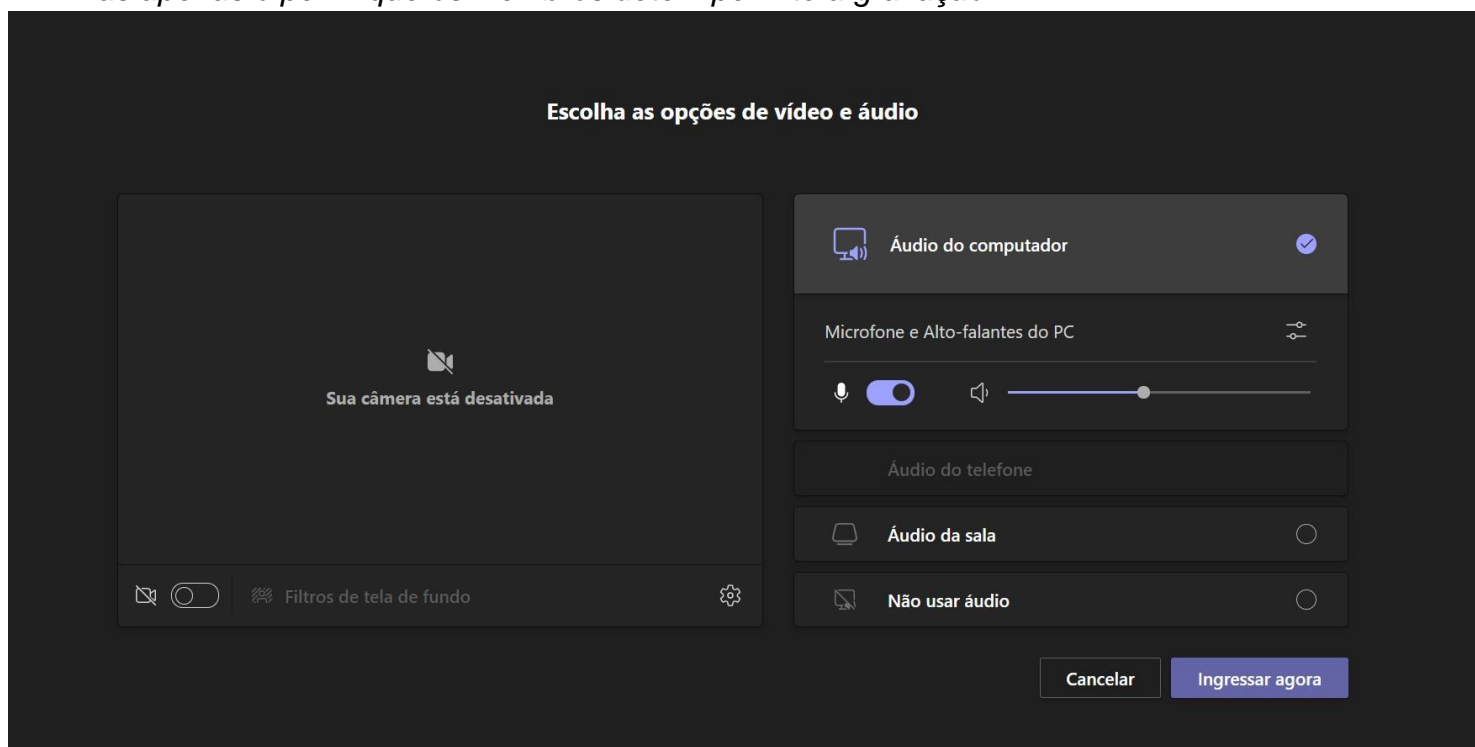 Escolha as opções de vídeo e áudio
Áudio do computador
Microfone e Alto-falantes do PC
Sua câmera está desativada
Áudio do telefone
Áudio da sala
Filtros de tela de fundo
Não usar áudio
Cancelar
Ingressar agora